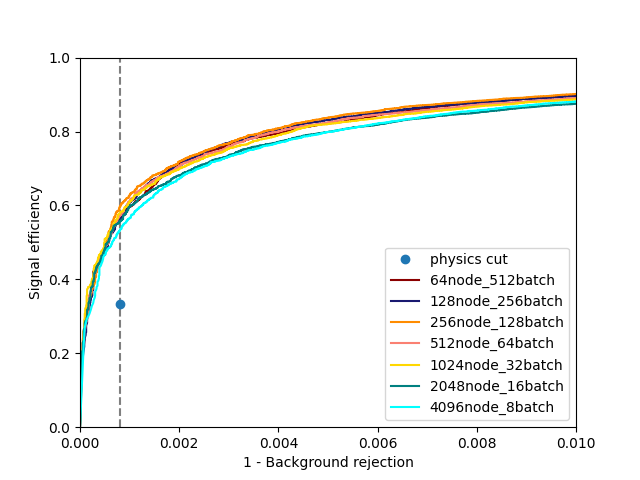 1.0
0.8
0.6
0.4
0.2
0.0
Signal efficiency
physics cut
64node_512batch
128node_256batch
256node_128batch
512node_64batch
1024node_32batch
2048node_16batch
4096node_8batch
0.000 0.002 0.004 0.006 0.008 0.010
1 - Background rejection